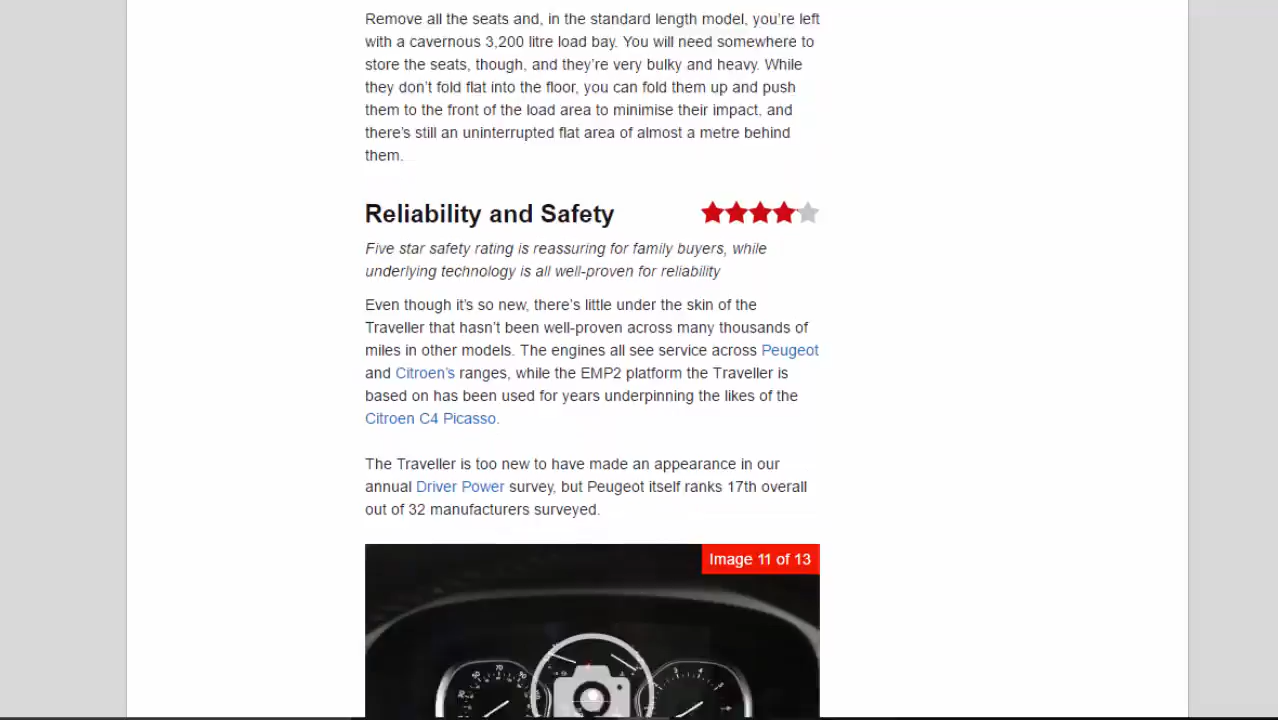 Remove all the seats and, in the standard length model, you’re left
with a cavernous 3,200 litre load bay. You will need somewhere to
store the seats, though, and they’re very bulky and heavy. While
they don’t fold flat into the floor, you can fold them up and push
them to the front of the load area to minimise their impact, and
there’s still an uninterrupted flat area of almost a metre behind
them.
Reliability and Safety
Five star safety rating is reassuring for family buyers, while
underlying technology is all well-proven for reliability
Even though it’s so new, there’s little under the skin of the
Traveller that hasn’t been well-proven across many thousands of
miles in other models. The engines all see service across Peugeot
and Citroen’s ranges, while the EMP2 platform the Traveller is
based on has been used for years underpinning the likes of the
Citroen C4 Picasso.
The Traveller is too new to have made an appearance in our
annual Driver Power survey, but Peugeot itself ranks 17th overall
out of 32 manufacturers surveyed.
Image 11 of 13